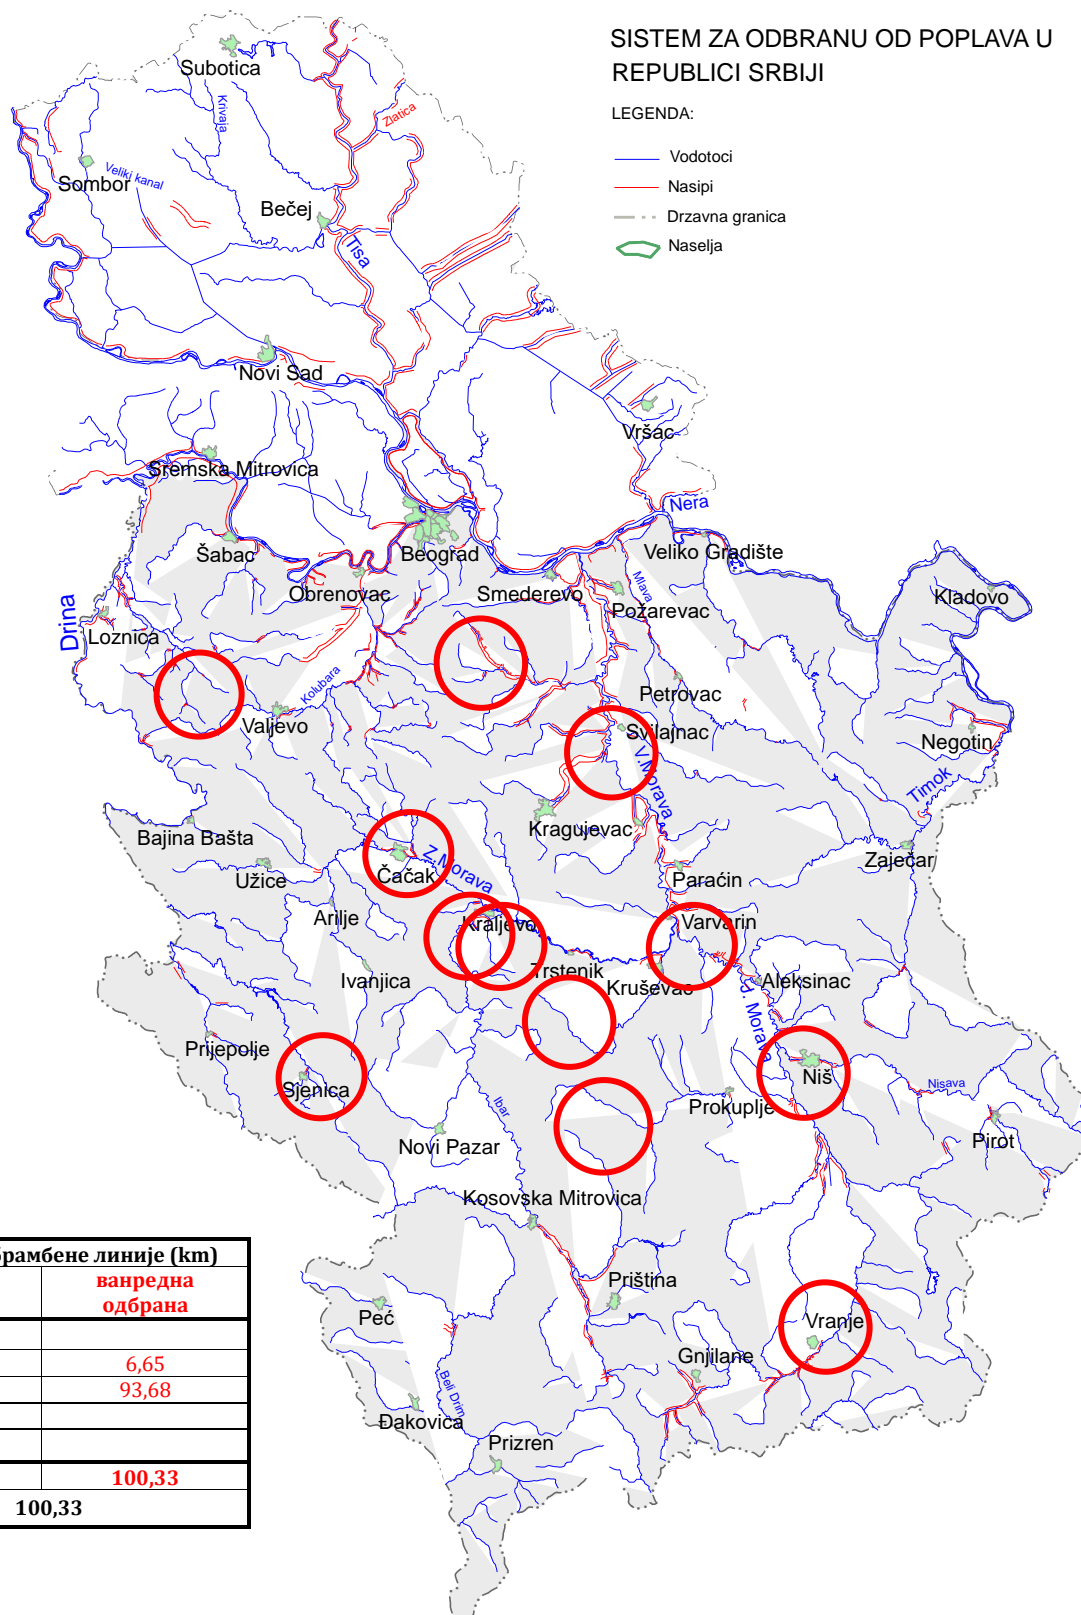 SISTEM ZA ODBRANU OD POPLAVA U
REPUBLICI SRBIJI
LEGENDA:
Vodotoci
Nasipi
Drzavna granica
Naselja
Subotica
Krivaja
Zlatica
Sombor
Veliki kanal
Bečej
Tisa
Novi Sad
Vršac
Sremska Mitrovica
Nera
Šabac
Beograd
Veliko Gradište
Obrenovac
Smederevo
Mlava
Požarevac
Kladovo
Drina
Loznica
Kolubara
Petrovac
Valjevo
Svilajnac
Negotin
V.Morava
Timok
Bajina Bašta
Kragujevac
Zaječar
Užice
Čačak
Z.Morava
Paraćin
Arilje
Kraljevo
Varvarin
Ivanjica
Trstenik
Kruševac
Aleksinac
J. Morava
Prijepolje
Sjenica
Niš
Nisava
Ibar
Prokuplje
Pirot
Novi Pazar
Kosovska Mitrovica
Priština
Peć
Vranje
Gnjilane
Beli Drim
Đakovica
Prizren
рамбене линије (km)
ванредна
одбрана
6,65
93,68
100,33
100,33